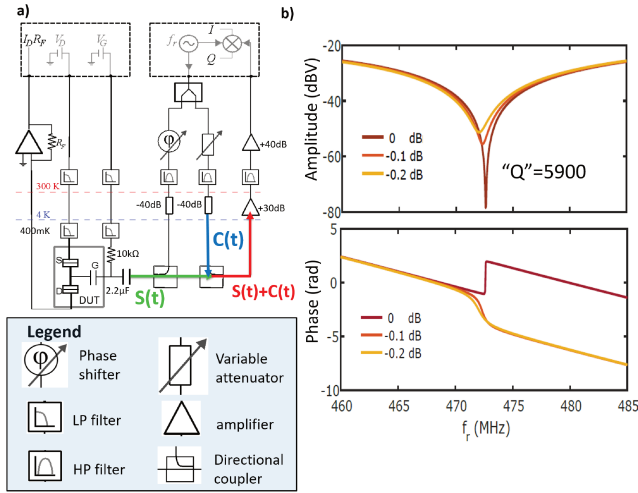 a)
I_D R_F V_D V_G
f_r I
Q
φ
R_F
+40dB
300 K
-40dB -40dB +30dB
4 K
400mK
C(t)
10kΩ
S G
D DUT
2.2μF
S(t) S(t)+C(t)
Legend
φ Phase shifter
Variable attenuator
LP filter
amplifier
HP filter
Directional coupler
b)
Amplitude (dBV)
-20
-40
-60
-80
0 dB
-0.1 dB
-0.2 dB
“Q”=5900
Phase (rad)
5
0
-5
-10
0 dB
-0.1 dB
-0.2 dB
460 465 470 475 480 485
f_r (MHz)